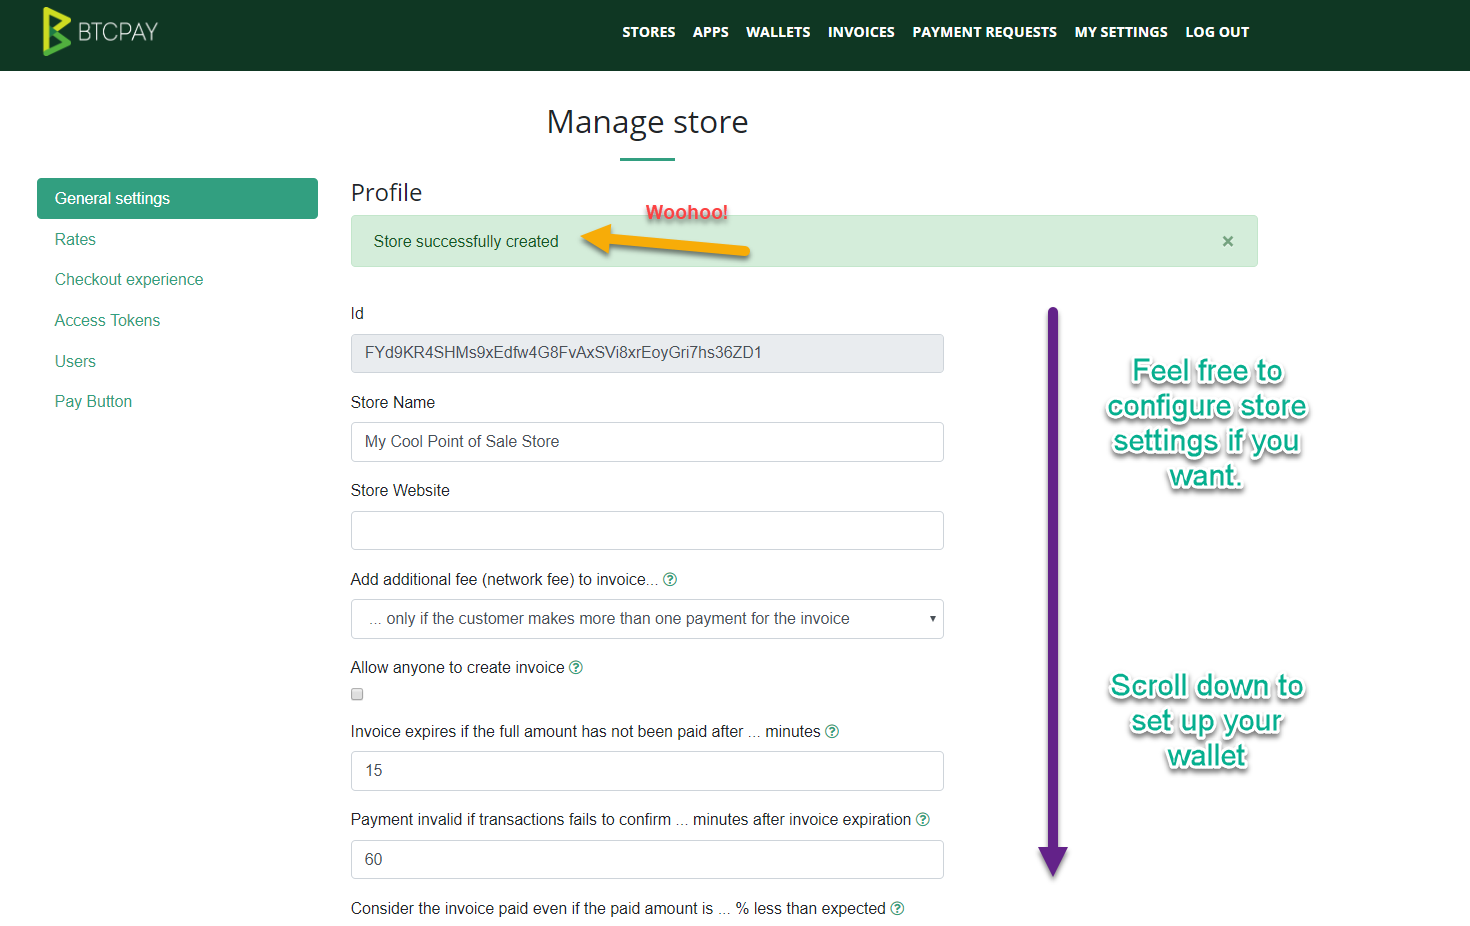 BTCPAY
STORES APPS WALLETS INVOICES PAYMENT REQUESTS MY SETTINGS LOG OUT
Manage store
General settings
Rates
Checkout experience
Access Tokens
Users
Pay Button
Profile
Woohoo!
Store successfully created ×
Id
FYd9KR4SHMs9xEdfw4G8FvAxSVi8xrEoyGri7hs36ZD1
Store Name
My Cool Point of Sale Store
Store Website
Add additional fee (network fee) to invoice... ?
... only if the customer makes more than one payment for the invoice
Allow anyone to create invoice ?
Invoice expires if the full amount has not been paid after ... minutes ?
15
Payment invalid if transactions fails to confirm ... minutes after invoice expiration ?
60
Consider the invoice paid even if the paid amount is ... % less than expected ?
Feel free to
configure store
settings if you
want.
Scroll down to
set up your
wallet